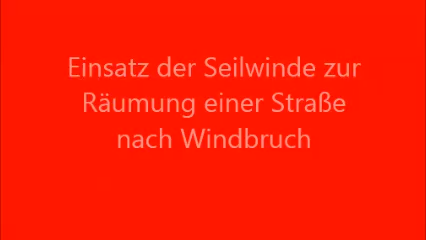 Einsatz der Seilwinde zur
Räumung einer Straße
nach Windbruch